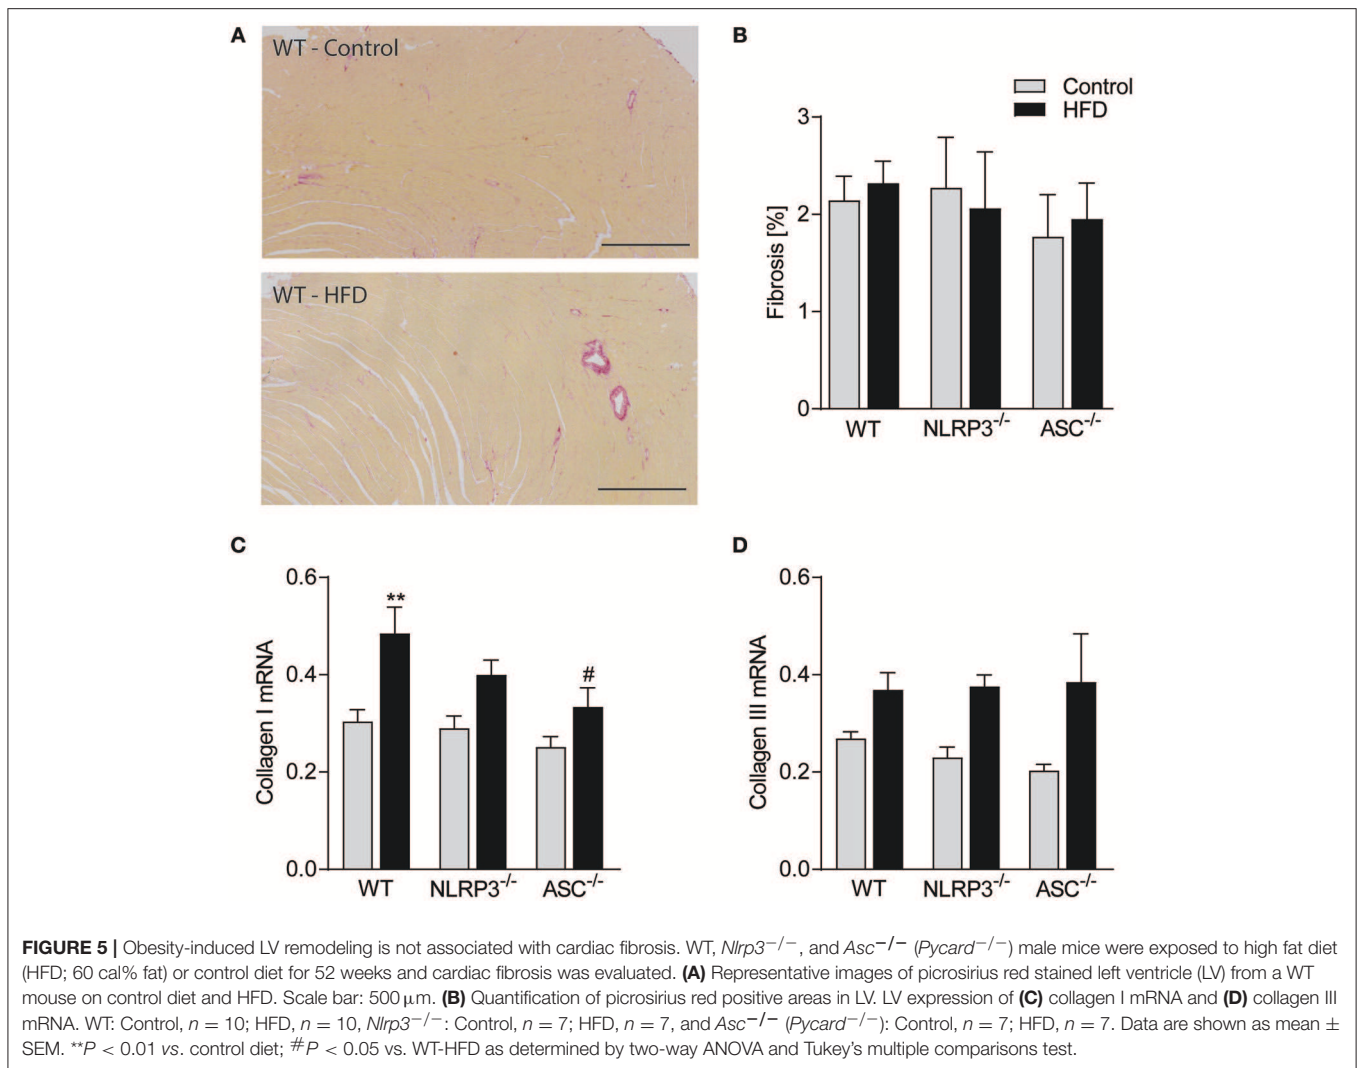 A
WT - Control
WT - HFD
B
Control
HFD
3
2
1
0
Fibrosis [%]
WT NLRP3-/- ASC-/-
C
0.6
0.4
0.2
0.0
Collagen I mRNA
**
#
WT NLRP3-/- ASC-/-
D
0.6
0.4
0.2
0.0
Collagen III mRNA
WT NLRP3-/- ASC-/-
FIGURE 5 | Obesity-induced LV remodeling is not associated with cardiac fibrosis. WT, Nlrp3−/−, and Asc−/− (Pycard−/−) male mice were exposed to high fat diet
(HFD; 60 cal% fat) or control diet for 52 weeks and cardiac fibrosis was evaluated. (A) Representative images of picrosirius red stained left ventricle (LV) from a WT
mouse on control diet and HFD. Scale bar: 500 μm. (B) Quantification of picrosirius red positive areas in LV. LV expression of (C) collagen I mRNA and (D) collagen III
mRNA. WT: Control, n = 10; HFD, n = 10, Nlrp3−/−: Control, n = 7; HFD, n = 7, and Asc−/− (Pycard−/−): Control, n = 7; HFD, n = 7. Data are shown as mean ±
SEM. **P < 0.01 vs. control diet; #P < 0.05 vs. WT-HFD as determined by two-way ANOVA and Tukey's multiple comparisons test.